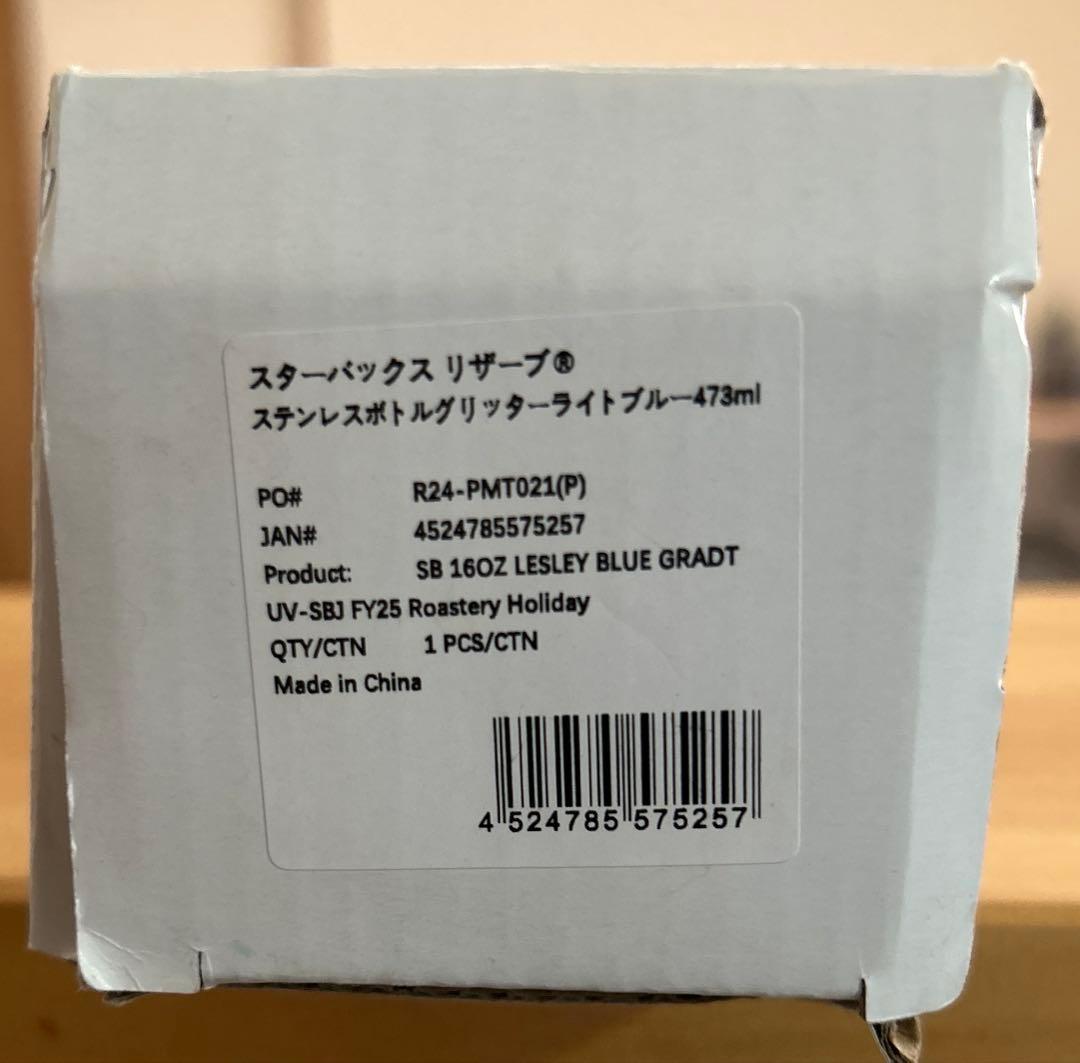 スターバックス リザーブ®
ステンレスボトルグリッターライトブルー473ml
PO# R24-PMT021(P)
JAN# 4524785575257
Product: SB 16OZ LESLEY BLUE GRADT
UV-SBJ FY25 Roastery Holiday
QTY/CTN 1 PCS/CTN
Made in China
4 524785 575257